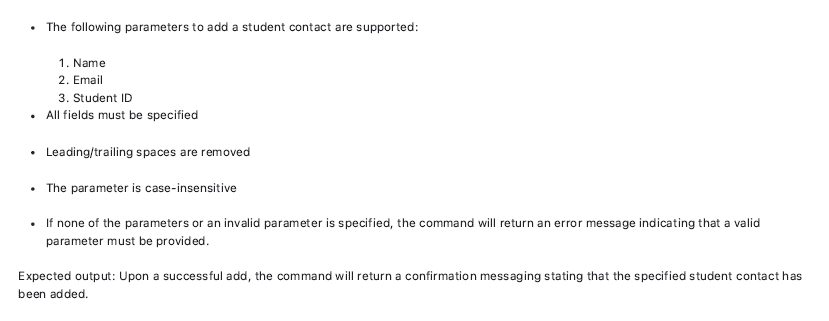 • The following parameters to add a student contact are supported:
1. Name
2. Email
3. Student ID
• All fields must be specified
• Leading/trailing spaces are removed
• The parameter is case-insensitive
• If none of the parameters or an invalid parameter is specified, the command will return an error message indicating that a valid
parameter must be provided.
Expected output: Upon a successful add, the command will return a confirmation messaging stating that the specified student contact has
been added.